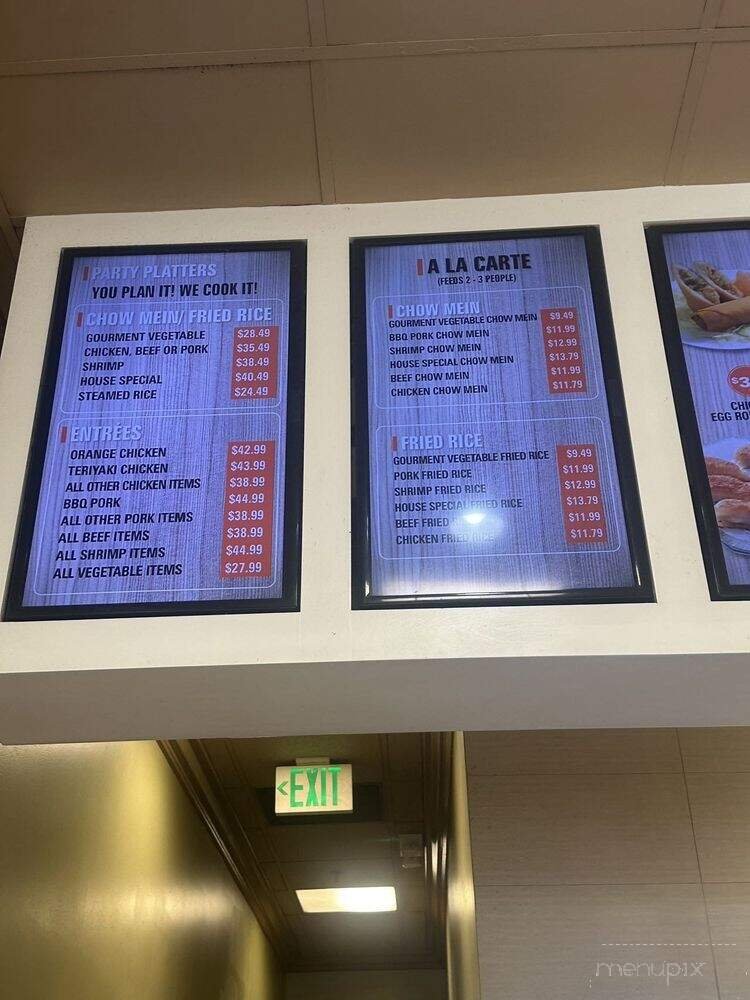 PARTY PLATTERS
YOU PLAN IT! WE COOK IT!
CHOW MEIN/ FRIED RICE
GOURMENT VEGETABLE $28.49
CHICKEN, BEEF OR PORK $35.49
SHRIMP $38.49
HOUSE SPECIAL $40.49
STEAMED RICE $24.49
ENTRÉES
ORANGE CHICKEN $42.99
TERIYAKI CHICKEN $43.99
ALL OTHER CHICKEN ITEMS $38.99
BBQ PORK $44.99
ALL OTHER PORK ITEMS $38.99
ALL BEEF ITEMS $38.99
ALL SHRIMP ITEMS $44.99
ALL VEGETABLE ITEMS $27.99
A LA CARTE
(FEEDS 2 - 3 PEOPLE)
CHOW MEIN
GOURMENT VEGETABLE CHOW MEIN $9.49
BBQ PORK CHOW MEIN $11.99
SHRIMP CHOW MEIN $12.99
HOUSE SPECIAL CHOW MEIN $13.79
BEEF CHOW MEIN $11.99
CHICKEN CHOW MEIN $11.79
FRIED RICE
GOURMENT VEGETABLE FRIED RICE $9.49
PORK FRIED RICE $11.99
SHRIMP FRIED RICE $12.99
HOUSE SPECIAL FRIED RICE $13.79
BEEF FRIED RICE $11.99
CHICKEN FRIED RICE $11.79
$3
CHI
EGG RO
<EXIT
menupix